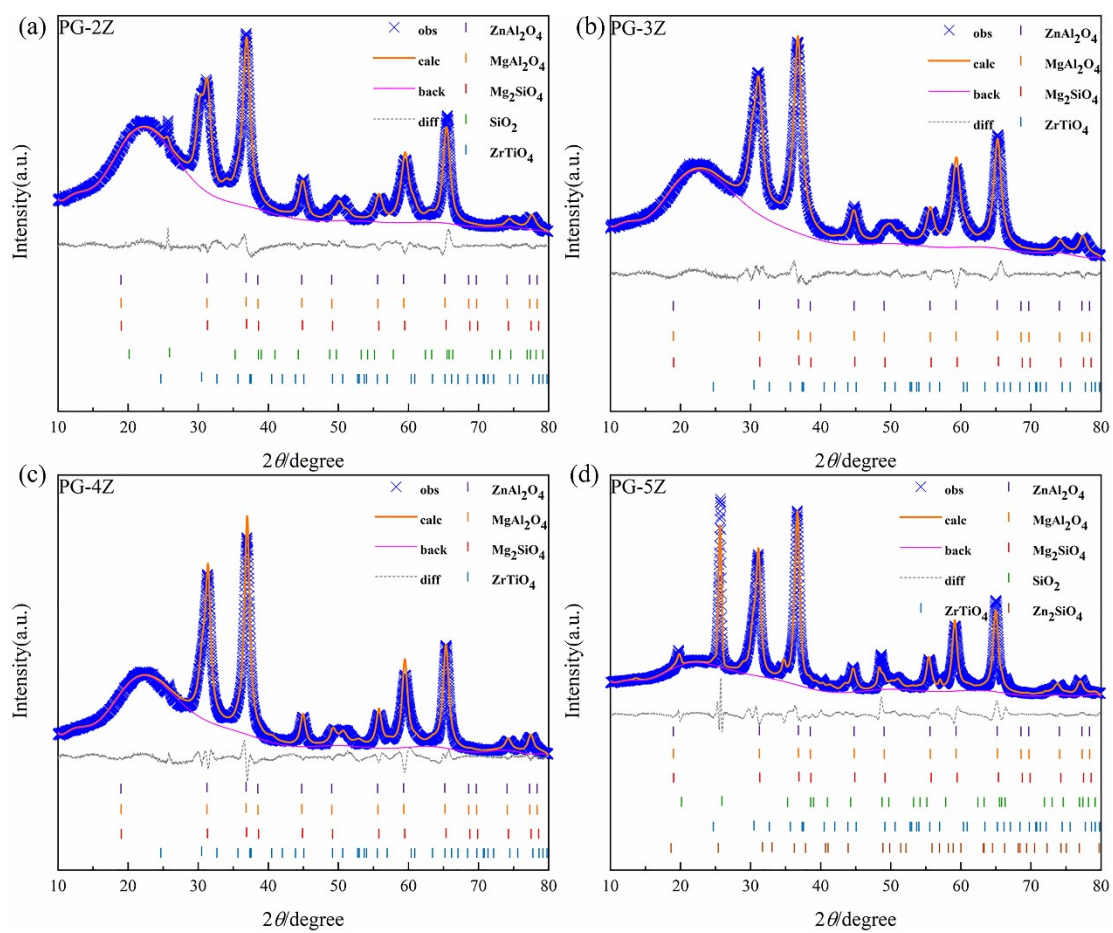 (a)
PG-2Z
obs
calc
back
diff
ZnAl₂O₄
MgAl₂O₄
Mg₂SiO₄
SiO₂
ZrTiO₄
Intensity(a.u.)
10 20 30 40 50 60 70 80
2θ/degree
(b)
PG-3Z
obs
calc
back
diff
ZnAl₂O₄
MgAl₂O₄
Mg₂SiO₄
ZrTiO₄
Intensity(a.u.)
10 20 30 40 50 60 70 80
2θ/degree
(c)
PG-4Z
obs
calc
back
diff
ZnAl₂O₄
MgAl₂O₄
Mg₂SiO₄
ZrTiO₄
Intensity(a.u.)
10 20 30 40 50 60 70 80
2θ/degree
(d)
PG-5Z
obs
calc
back
diff
ZrTiO₄
ZnAl₂O₄
MgAl₂O₄
Mg₂SiO₄
SiO₂
Zn₂SiO₄
Intensity(a.u.)
10 20 30 40 50 60 70 80
2θ/degree